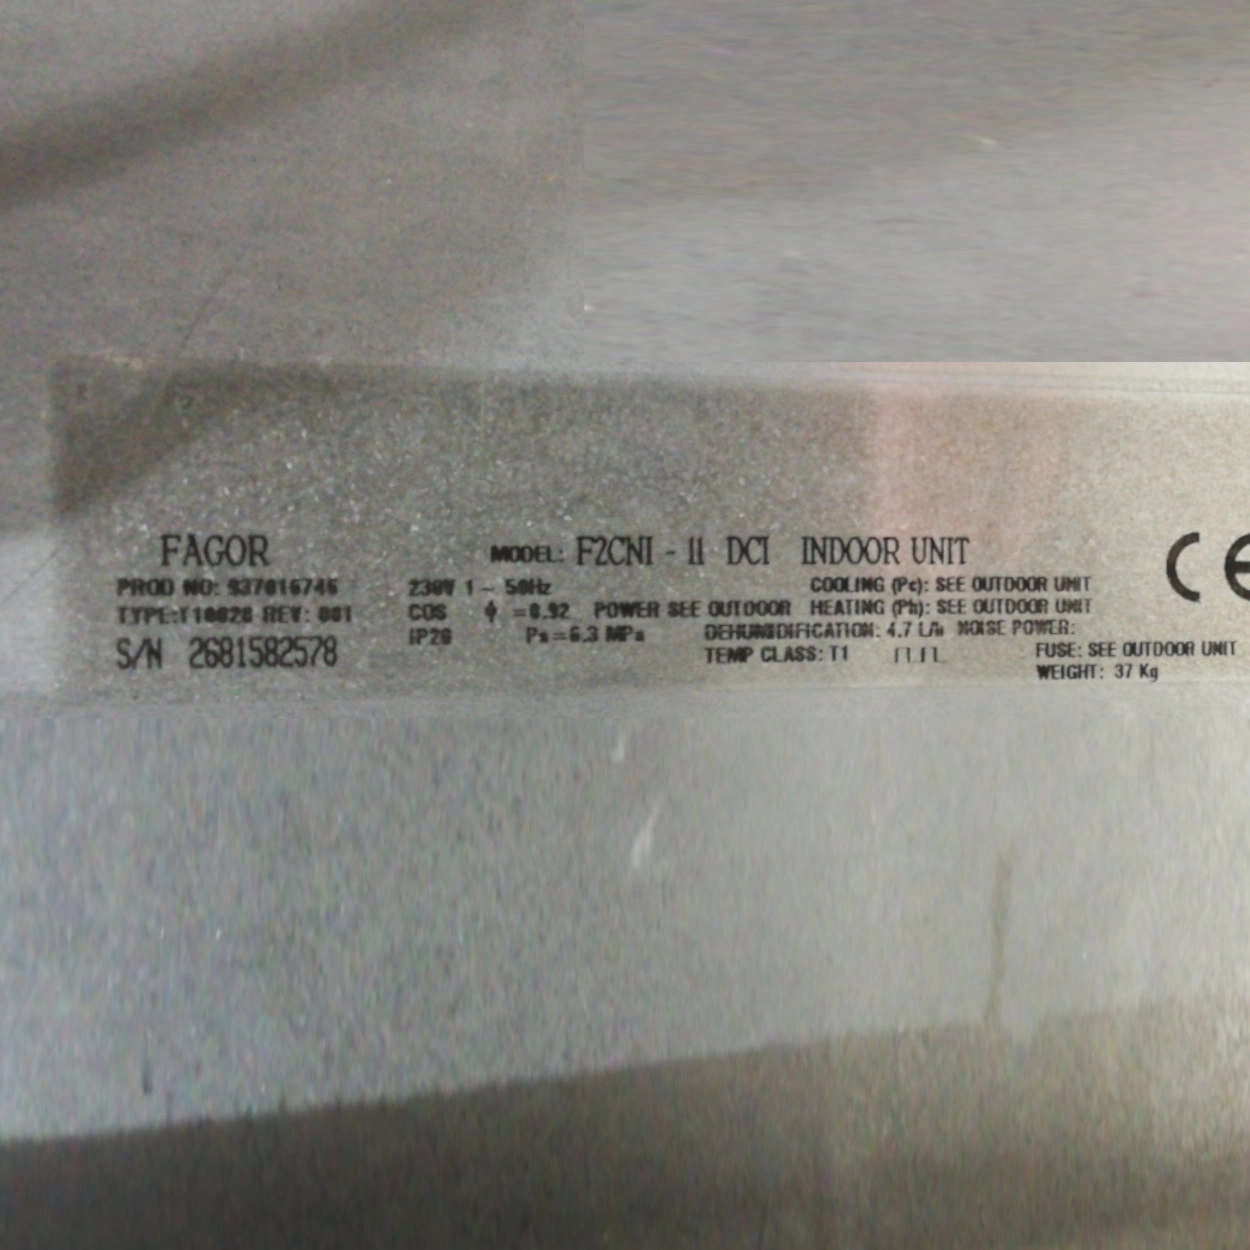 FAGOR MODEL: F2CNI - 11 DCI INDOOR UNIT CE
PROD NO: 937016746 230V 1 ~ 50Hz COOLING (Pc): SEE OUTDOOR UNIT
TYPE: T10020 REV: 001 COS ϕ =0.92 POWER SEE OUTDOOR HEATING (Ph): SEE OUTDOOR UNIT
IP20 Ps=6.3 MPa DEHUMIDIFICATION: 4.7 L/h NOISE POWER:
S/N 2681582578 TEMP CLASS: T1 FUSE: SEE OUTDOOR UNIT
WEIGHT: 37 Kg